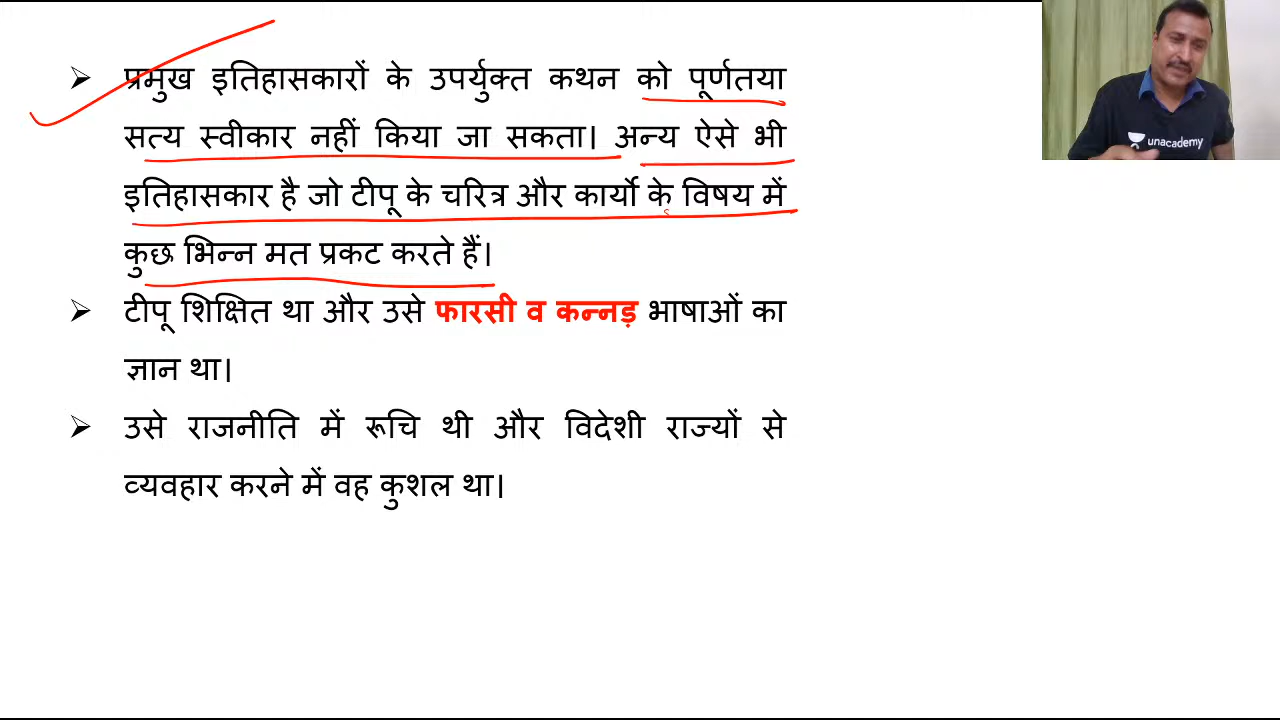 ➢ प्रमुख इतिहासकारों के उपर्युक्त कथन को पूर्णतया
सत्य स्वीकार नहीं किया जा सकता। अन्य ऐसे भी
इतिहासकार है जो टीपू के चरित्र और कार्यो के विषय में
कुछ भिन्न मत प्रकट करते हैं।
➢ टीपू शिक्षित था और उसे फारसी व कन्नड़ भाषाओं का
ज्ञान था।
➢ उसे राजनीति में रूचि थी और विदेशी राज्यों से
व्यवहार करने में वह कुशल था।
unacademy